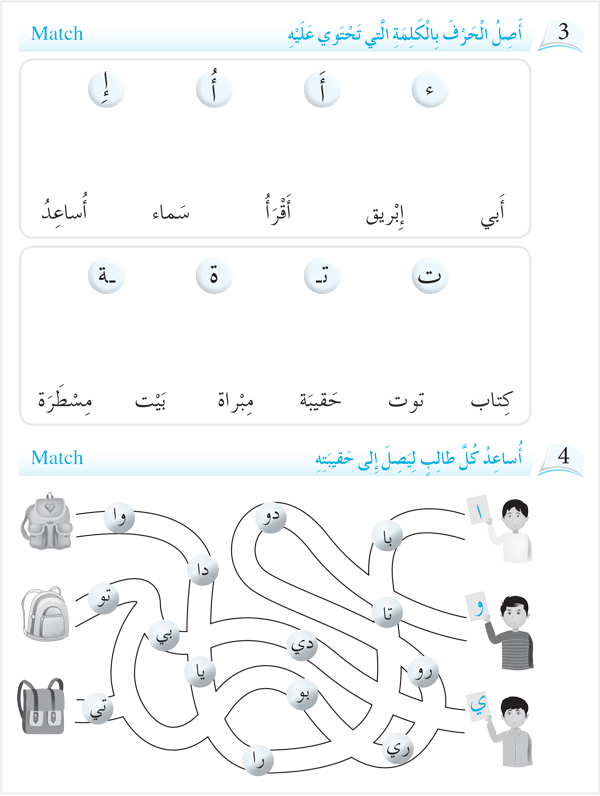 3 أَصِلُ الْحَرْفَ بِالْكَلِمَةِ الَّتي تَحْتَوي عَلَيْهِ Match
ء أَ أُ إِ
أَبي إِبْريق أَقْرَأُ سَماء أُساعِدُ
ت تـ ة ـة
كِتاب توت حَقيبَة مِبْراة بَيْت مِسْطَرَة
4 أُساعِدُ كُلَّ طالِبٍ لِيَصِلَ إِلى حَقيبَتِهِ Match
ا با دو وا
دا
و تا تو
بي دي
يا رو
ي بو تي
ري را